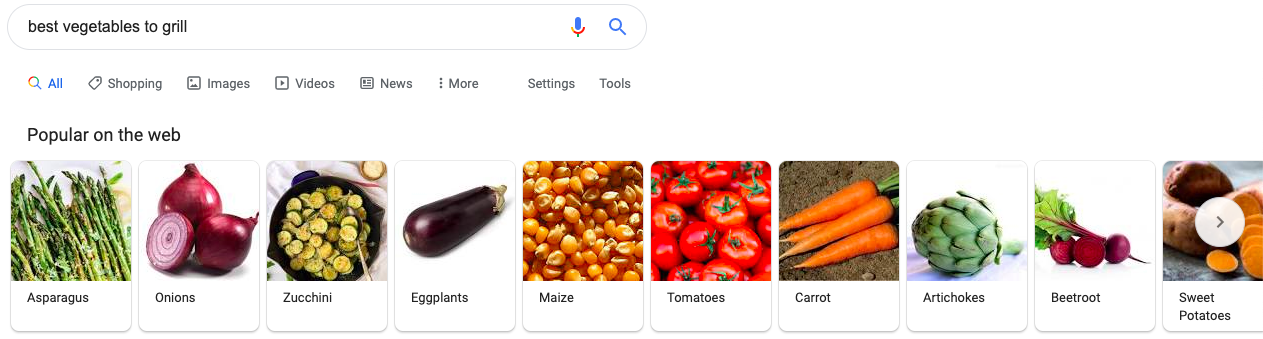 best vegetables to grill
All Shopping Images Videos News More Settings Tools
Popular on the web
Asparagus Onions Zucchini Eggplants Maize Tomatoes Carrot Artichokes Beetroot Sweet
Potatoes